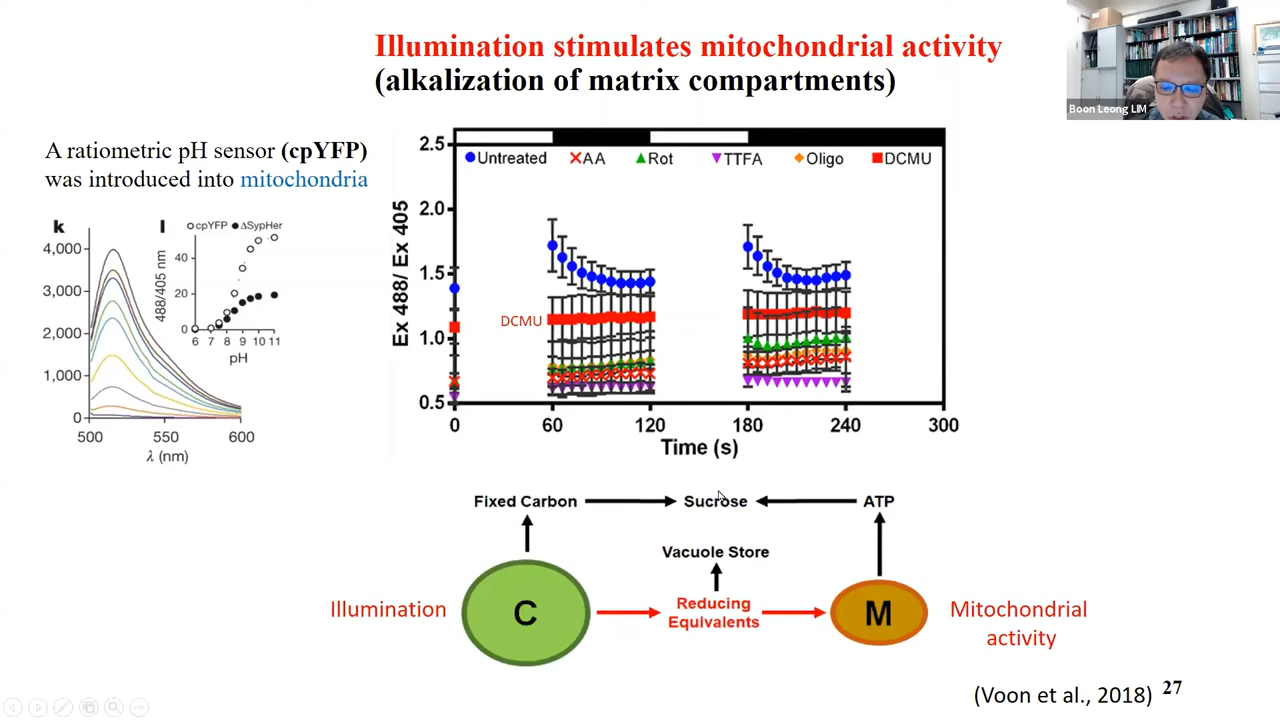 Illumination stimulates mitochondrial activity
(alkalization of matrix compartments)
Boon Leong LIM
A ratiometric pH sensor (cpYFP)
was introduced into mitochondria
k
4,000
3,000
2,000
1,000
0
500 550 600
λ (nm)
l
cpYFP ΔSypHer
488/405 nm
40
20
0
6 7 8 9 10 11
pH
Ex 488/ Ex 405
2.5
2.0
1.5
1.0
0.5
Untreated AA Rot TTFA Oligo DCMU
DCMU
0 60 120 180 240 300
Time (s)
Fixed Carbon Sucrose ATP
Vacuole Store
Illumination
C
Reducing
Equivalents
M
Mitochondrial
activity
(Voon et al., 2018) 27